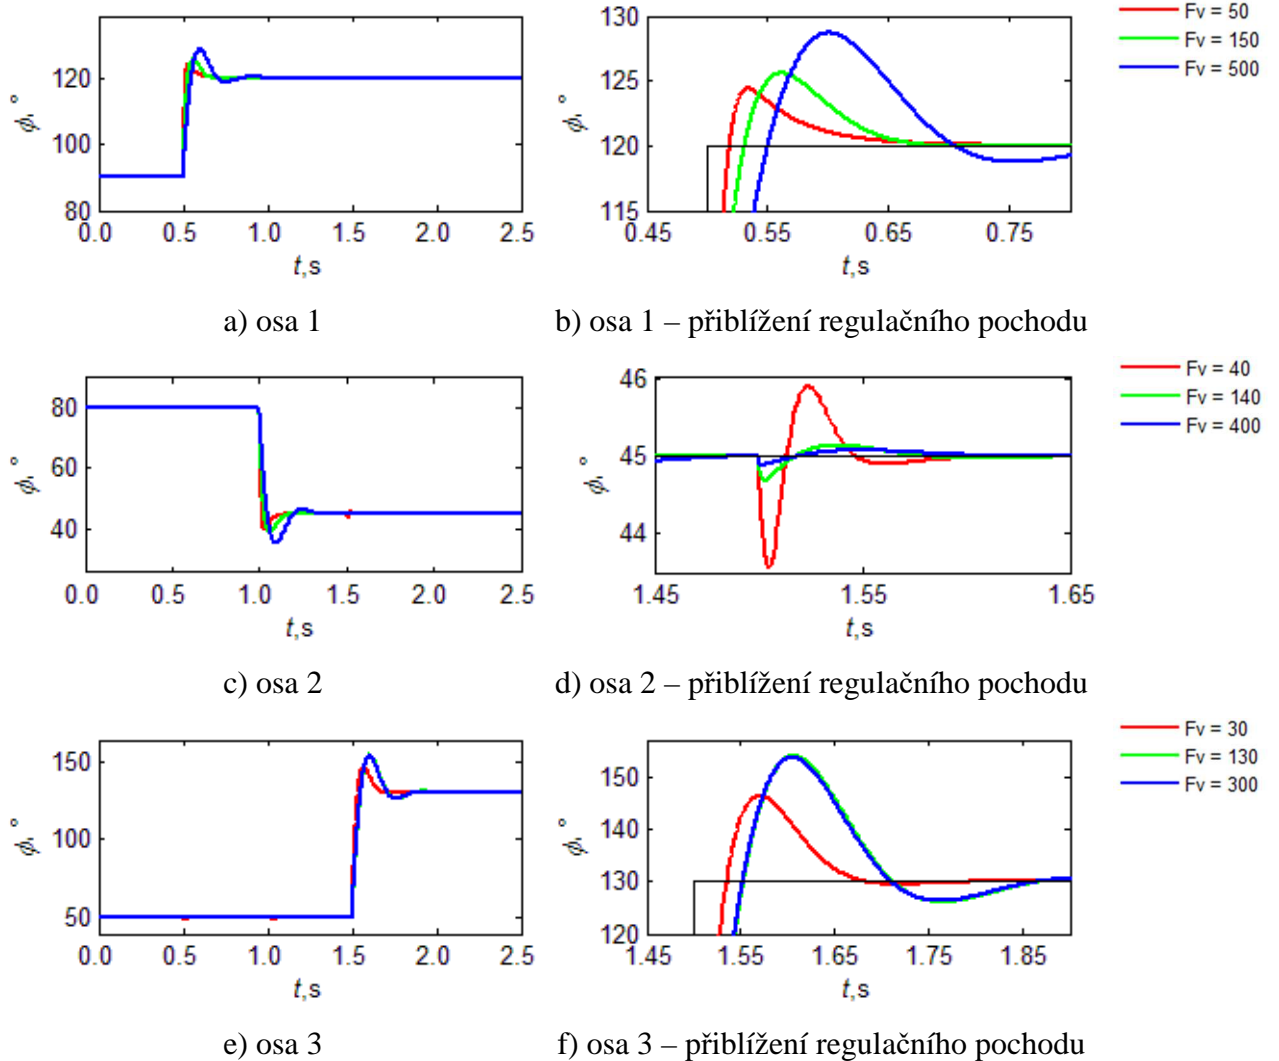 130
Fv = 50
120
125
Fv = 150
Fv = 500
ϕ, °
100
ϕ, °
120
80
115
0.0 0.5 1.0 1.5 2.0 2.5
0.45 0.55 0.65 0.75
t,s
t,s
a) osa 1
b) osa 1 – přiblížení regulačního pochodu
80
46
Fv = 40
Fv = 140
Fv = 400
ϕ, °
60
ϕ, °
45
40
44
0.0 0.5 1.0 1.5 2.0 2.5
1.45 1.55 1.65
t,s
t,s
c) osa 2
d) osa 2 – přiblížení regulačního pochodu
150
150
Fv = 30
Fv = 130
Fv = 300
ϕ, °
100
ϕ, °
140
130
50
120
0.0 0.5 1.0 1.5 2.0 2.5
1.45 1.55 1.65 1.75 1.85
t,s
t,s
e) osa 3
f) osa 3 – přiblížení regulačního pochodu